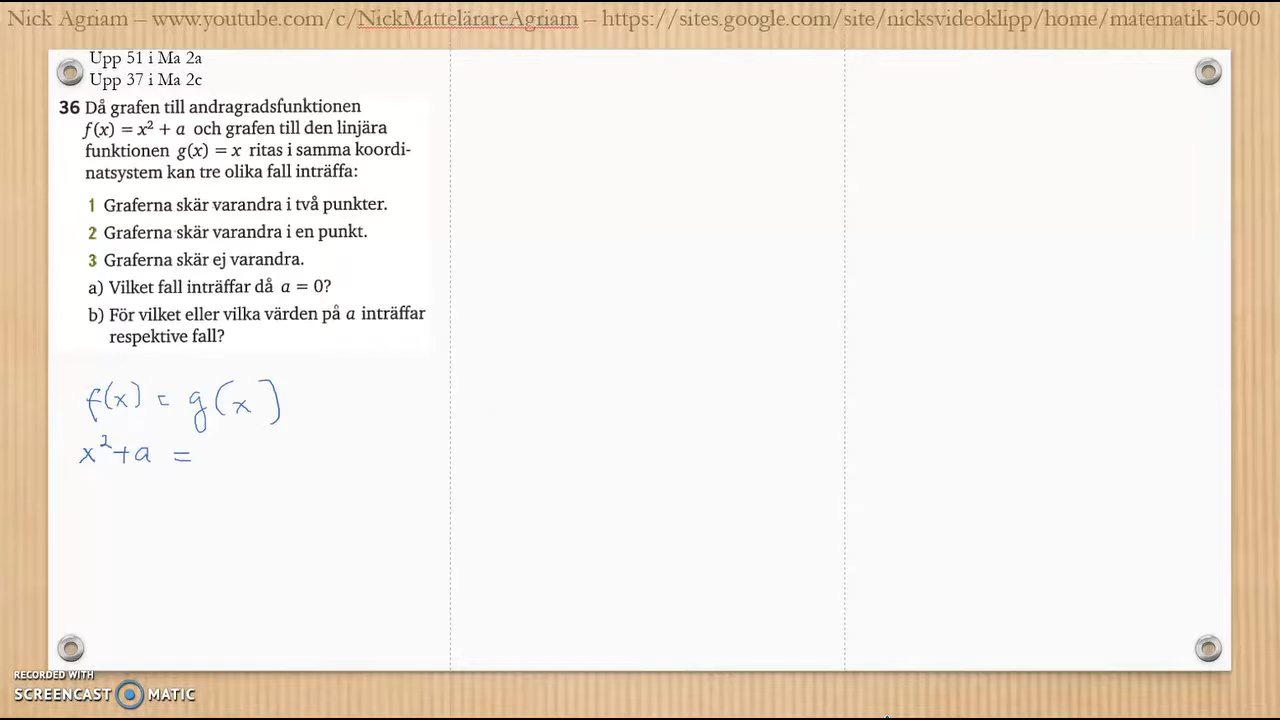 Nick Agriam – www.youtube.com/c/NickMattelärareAgriam – https://sites.google.com/site/nicksvideoklipp/home/matematik-5000
Upp 51 i Ma 2a
Upp 37 i Ma 2c
36 Då grafen till andragradsfunktionen
f(x) = x² + a och grafen till den linjära
funktionen g(x) = x ritas i samma koordi-
natsystem kan tre olika fall inträffa:
1 Graferna skär varandra i två punkter.
2 Graferna skär varandra i en punkt.
3 Graferna skär ej varandra.
a) Vilket fall inträffar då a = 0?
b) För vilket eller vilka värden på a inträffar
respektive fall?
f(x) = g(x)
x² + a =
RECORDED WITH
SCREENCAST MATIC